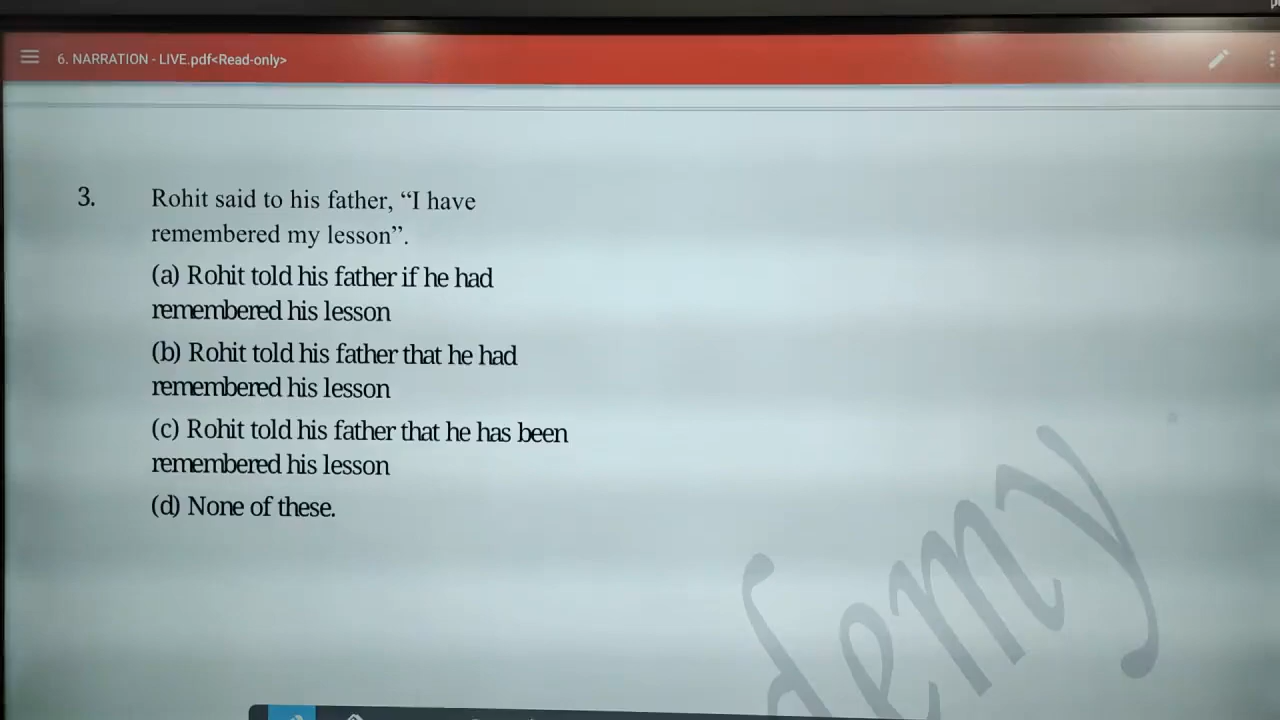 6. NARRATION - LIVE.pdf<Read-only>
3. Rohit said to his father, “I have
remembered my lesson”.
(a) Rohit told his father if he had
remembered his lesson
(b) Rohit told his father that he had
remembered his lesson
(c) Rohit told his father that he has been
remembered his lesson
(d) None of these.
demy